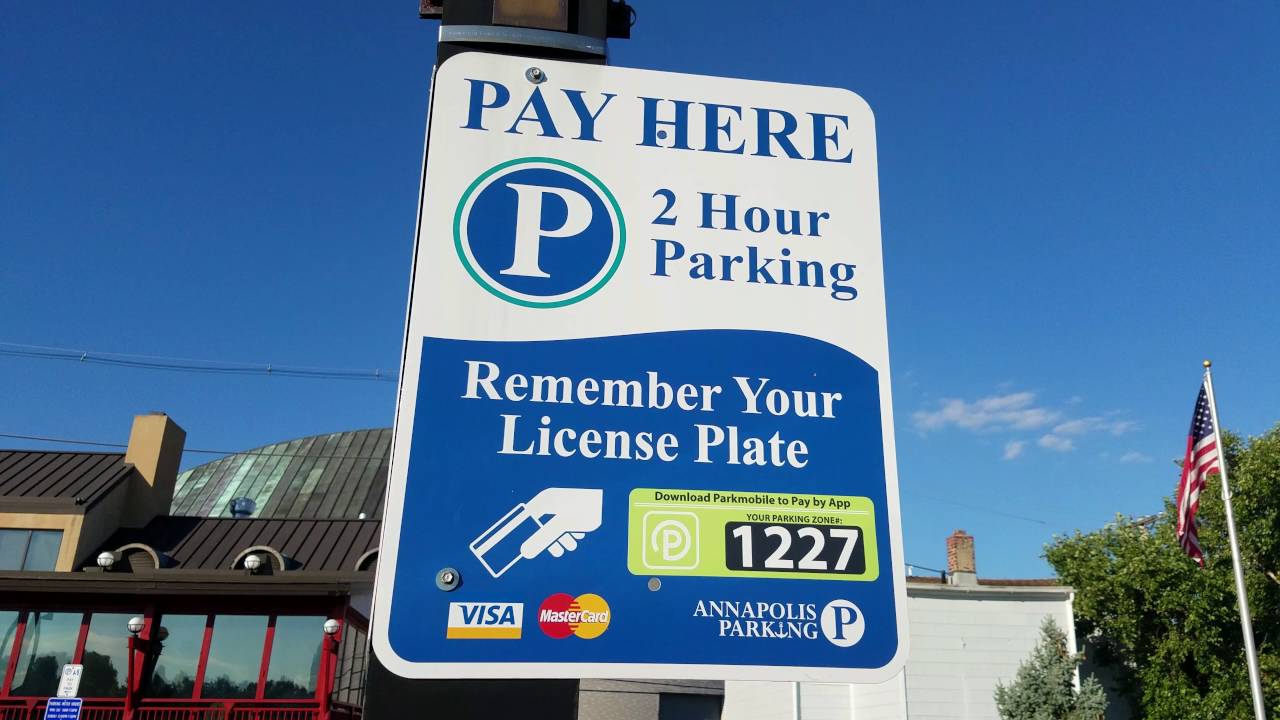 PAY HERE
P
2 Hour
Parking
Remember Your
License Plate
Download Parkmobile to Pay by App
P
YOUR PARKING ZONE#:
1227
VISA
MasterCard
ANNAPOLIS
PARKING
P